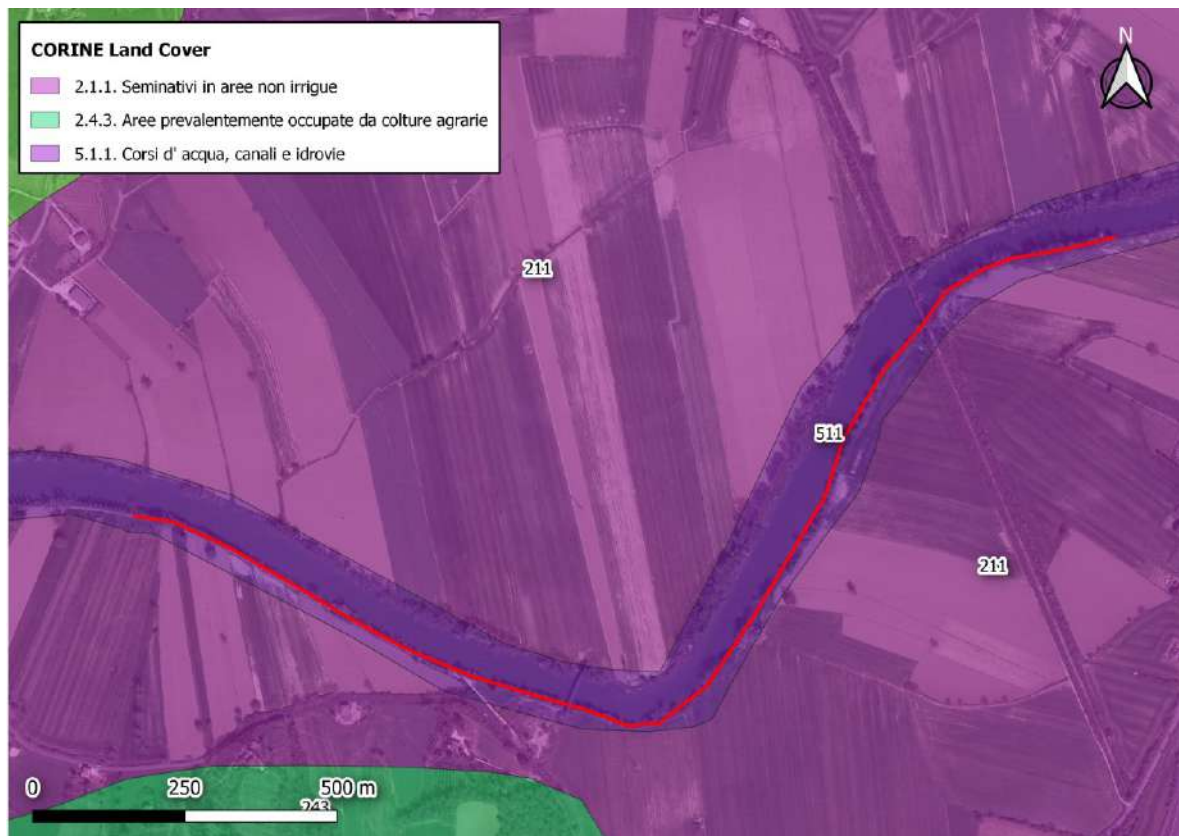 CORINE Land Cover
2.1.1. Seminativi in aree non irrigue
2.4.3. Aree prevalentemente occupate da colture agrarie
5.1.1. Corsi d' acqua, canali e idrovie
N
211
511
211
0 250 500 m
243